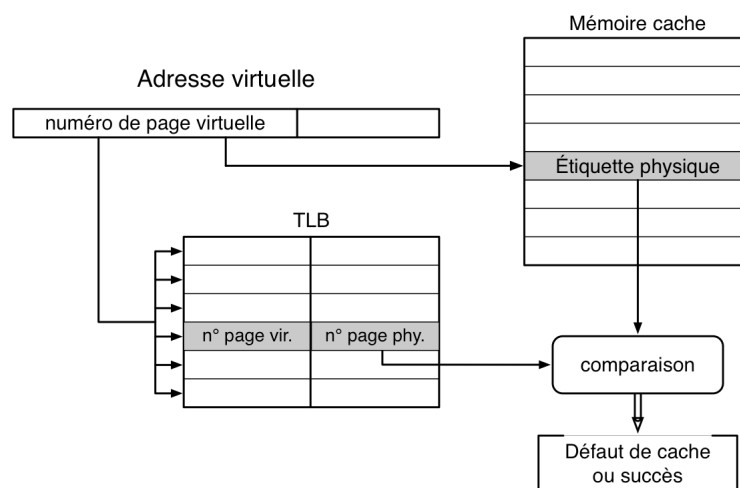 Mémoire cache
Adresse virtuelle
numéro de page virtuelle
Étiquette physique
TLB
n° page vir.
n° page phy.
comparaison
Défaut de cache
ou succès